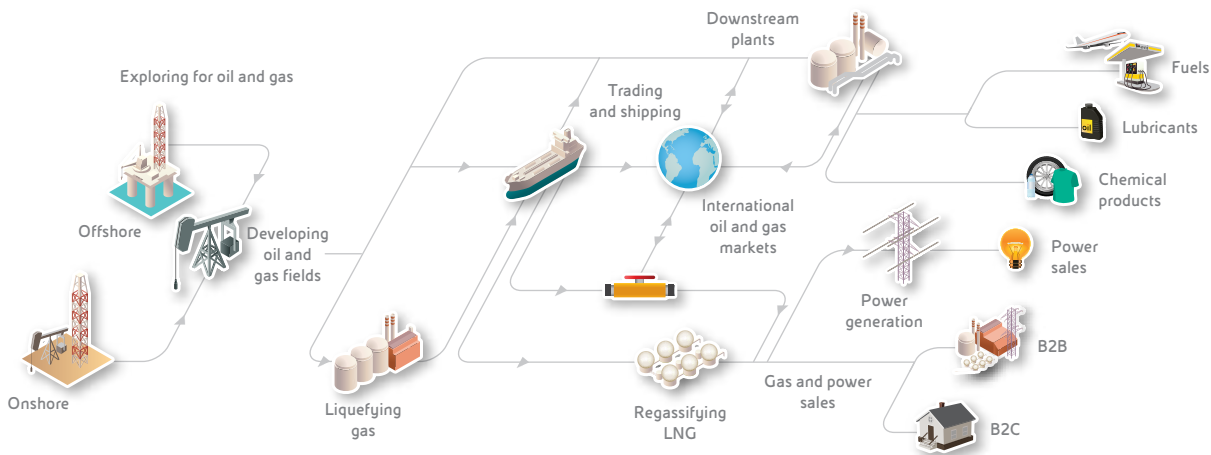 Exploring for oil and gas
Offshore
Onshore
Developing
oil and
gas fields
Liquefying
gas
Trading
and shipping
Downstream
plants
International
oil and gas
markets
Regassifying
LNG
Power
generation
Gas and power
sales
Fuels
oil
Lubricants
Chemical
products
Power
sales
B2B
B2C